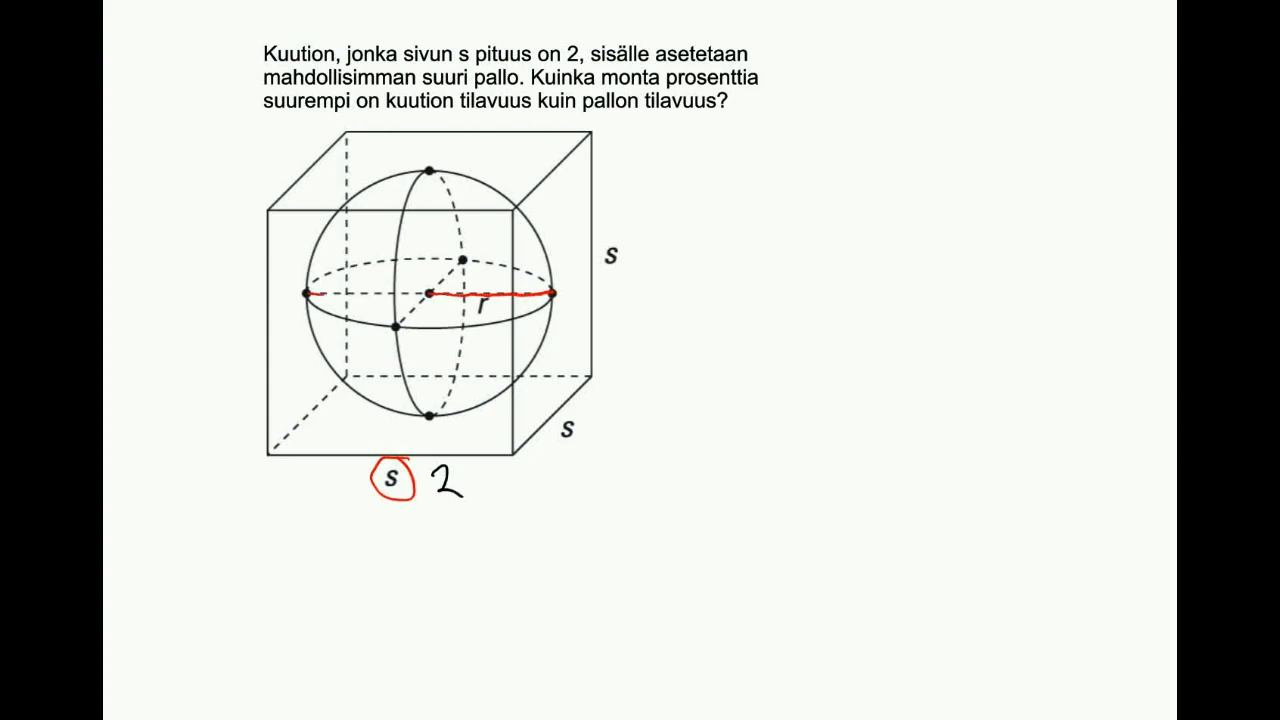 Kuution, jonka sivun s pituus on 2, sisälle asetetaan
mahdollisimman suuri pallo. Kuinka monta prosenttia
suurempi on kuution tilavuus kuin pallon tilavuus?
s
r
s
s 2